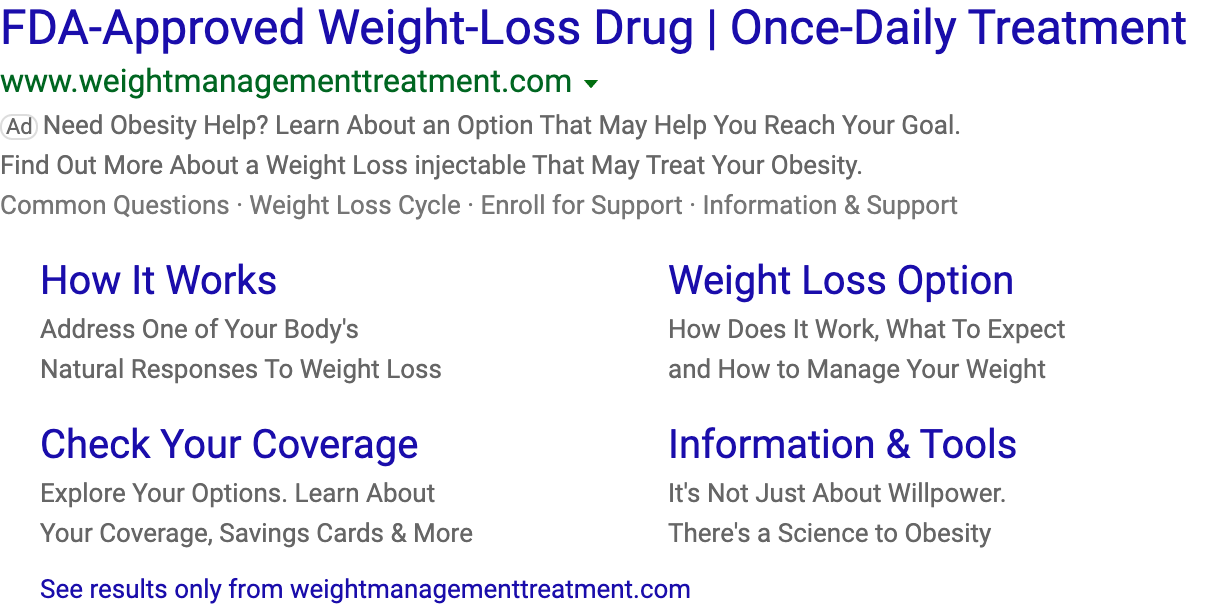 FDA-Approved Weight-Loss Drug | Once-Daily Treatment
www.weightmanagementtreatment.com
Ad Need Obesity Help? Learn About an Option That May Help You Reach Your Goal.
Find Out More About a Weight Loss injectable That May Treat Your Obesity.
Common Questions · Weight Loss Cycle · Enroll for Support · Information & Support
How It Works
Address One of Your Body's
Natural Responses To Weight Loss
Weight Loss Option
How Does It Work, What To Expect
and How to Manage Your Weight
Check Your Coverage
Explore Your Options. Learn About
Your Coverage, Savings Cards & More
Information & Tools
It's Not Just About Willpower.
There's a Science to Obesity
See results only from weightmanagementtreatment.com